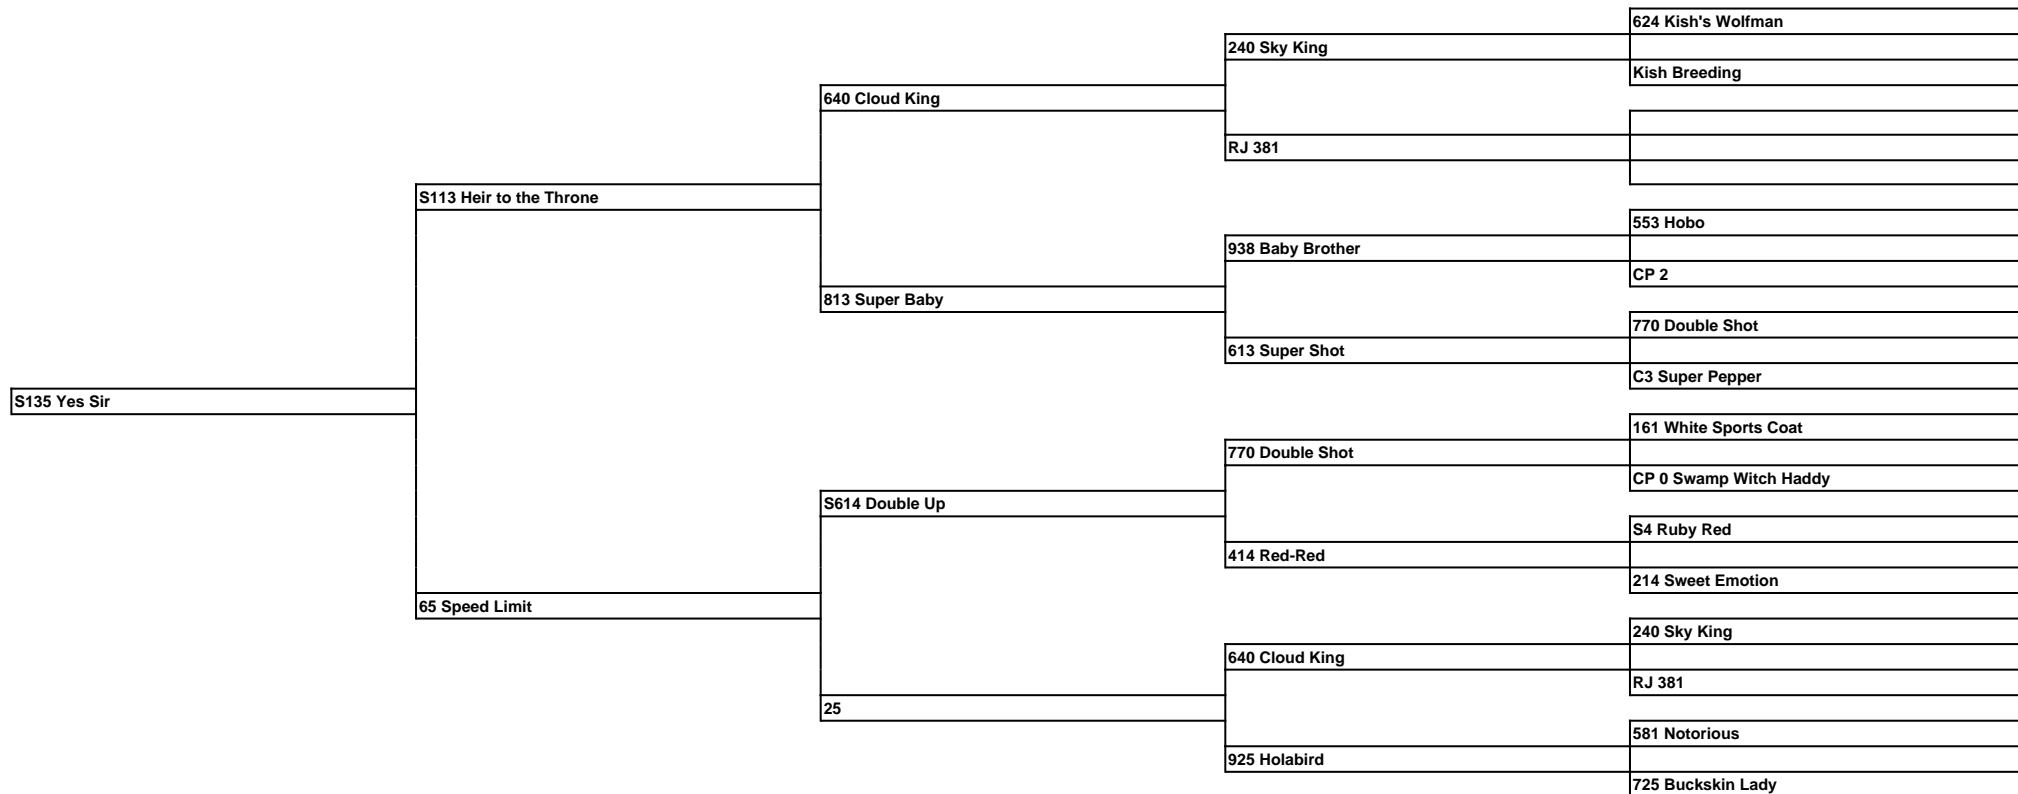 624 Kish's Wolfman
240 Sky King
Kish Breeding
640 Cloud King
RJ 381
S113 Heir to the Throne
553 Hobo
938 Baby Brother
CP 2
813 Super Baby
770 Double Shot
613 Super Shot
C3 Super Pepper
S135 Yes Sir
161 White Sports Coat
770 Double Shot
CP 0 Swamp Witch Haddy
S614 Double Up
S4 Ruby Red
414 Red-Red
214 Sweet Emotion
65 Speed Limit
240 Sky King
640 Cloud King
RJ 381
25
581 Notorious
925 Holabird
725 Buckskin Lady